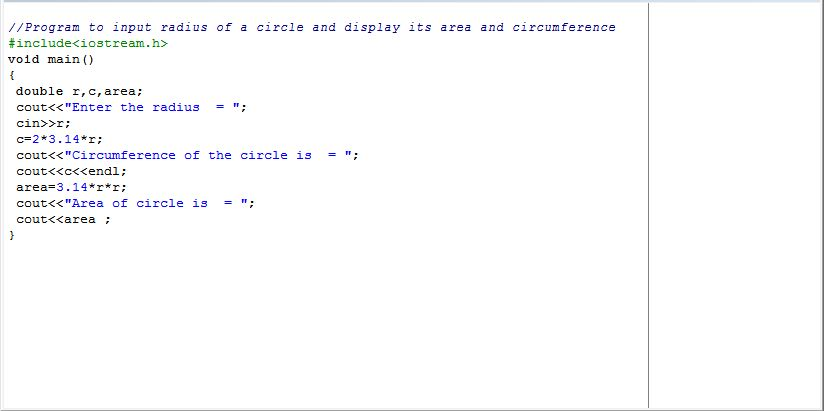 //Program to input radius of a circle and display its area and circumference
#include<iostream.h>
void main()
{
 double r,c,area;
 cout<<"Enter the radius  = ";
 cin>>r;
 c=2*3.14*r;
 cout<<"Circumference of the circle is  = ";
 cout<<c<<endl;
 area=3.14*r*r;
 cout<<"Area of circle is  = ";
 cout<<area ;
}